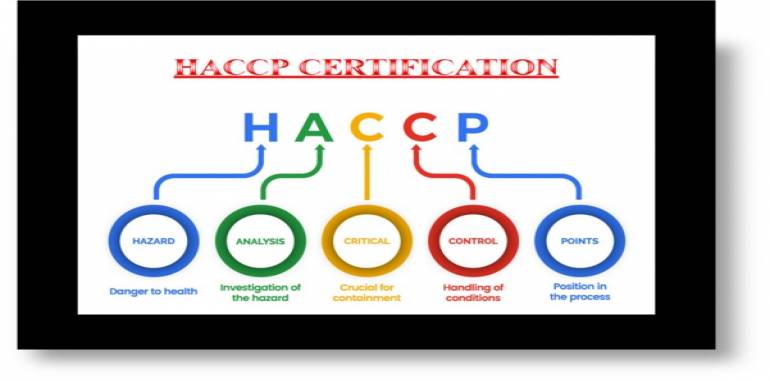 HACCP CERTIFICATION
H A C C P
HAZARD
ANALYSIS
CRITICAL
CONTROL
POINTS
Danger to health
Investigation of
the hazard
Crucial for
containment
Handling of
conditions
Position in
the process